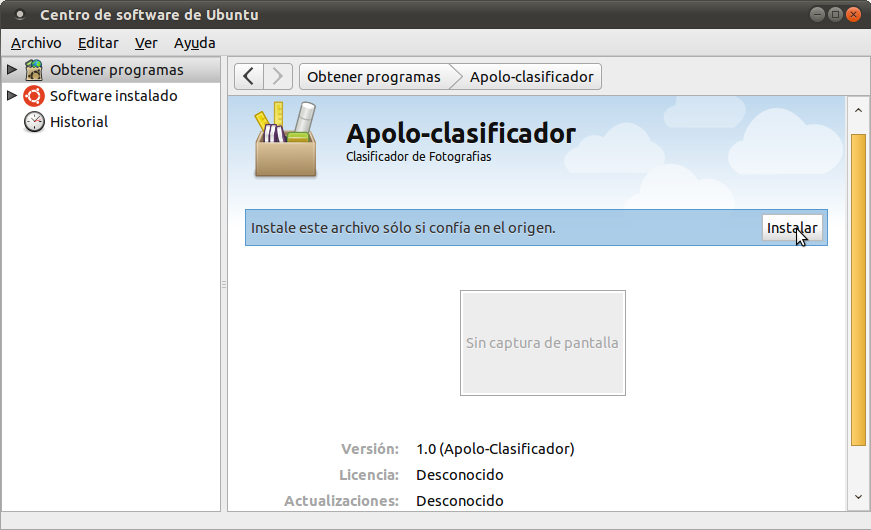 Centro de software de Ubuntu
Archivo Editar Ver Ayuda
Obtener programas
Software instalado
Historial
Obtener programas Apolo-clasificador
Apolo-clasificador
Clasificador de Fotografias
Instale este archivo sólo si confía en el origen. Instalar
Sin captura de pantalla
Versión: 1.0 (Apolo-Clasificador)
Licencia: Desconocido
Actualizaciones: Desconocido